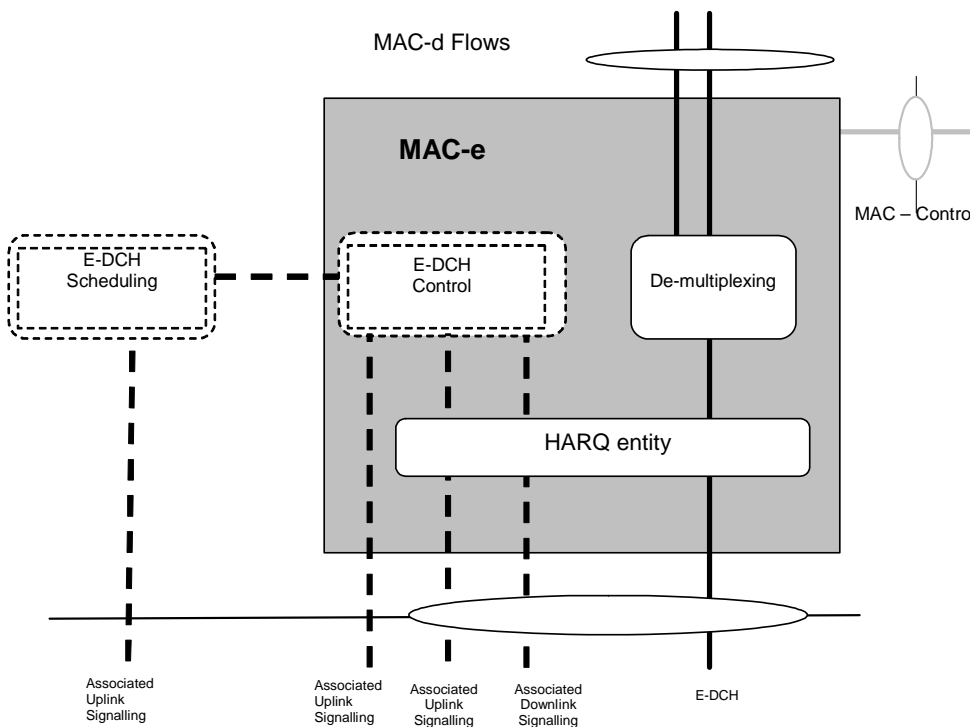 MAC-d Flows
MAC-e
MAC – Control
E-DCH
Scheduling
E-DCH
Control
De-multiplexing
HARQ entity
Associated
Uplink
Signalling
Associated
Uplink
Signalling
Associated
Uplink
Signalling
Associated
Downlink
Signalling
E-DCH